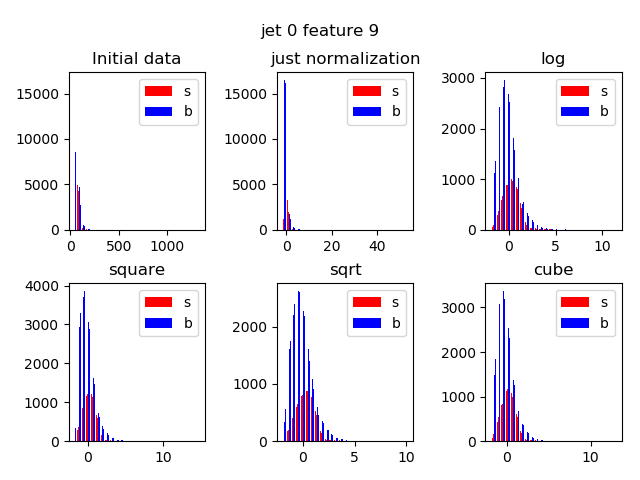 jet 0 feature 9
Initial data
just normalization
log
15000
10000
5000
0
0 500 1000
s
b
15000
10000
5000
0
0 20 40
s
b
3000
2000
1000
0
0 5 10
s
b
square
sqrt
cube
4000
3000
2000
1000
0
0 10
s
b
2000
1000
0
0 5 10
s
b
3000
2000
1000
0
0 10
s
b